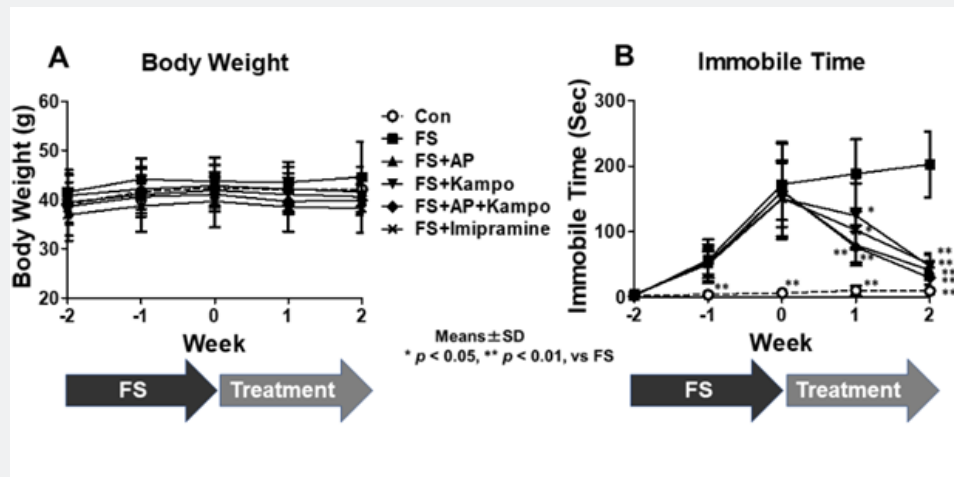 A
Body Weight
Body Weight (g)
60
50
40
30
20
-2
-1
0
1
2
Week
FS
Treatment
Con
FS
FS+AP
FS+Kampo
FS+AP+Kampo
FS+Imipramine
Means±SD
* p < 0.05, ** p < 0.01, vs FS
B
Immobile Time
Immobile Time (Sec)
300
200
100
0
**
**
**
*
*
**
**
**
**
**
**
**
-2
-1
0
1
2
Week
FS
Treatment